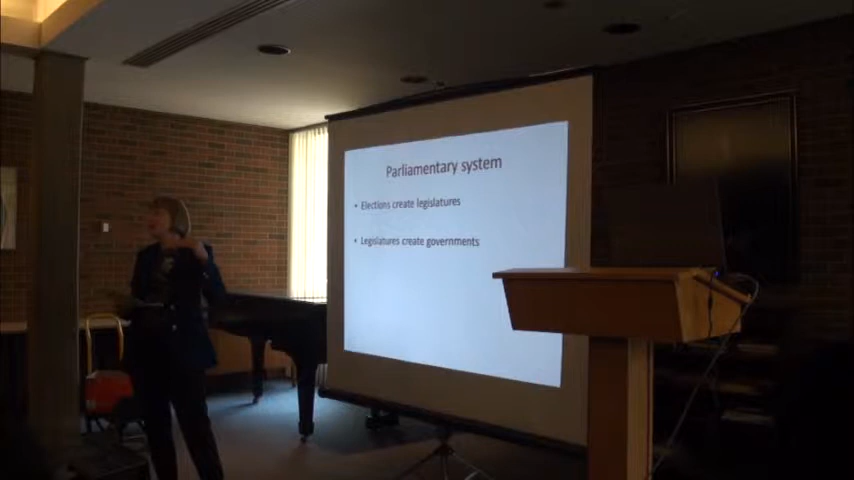 Parliamentary system
• Elections create legislatures
• Legislatures create governments